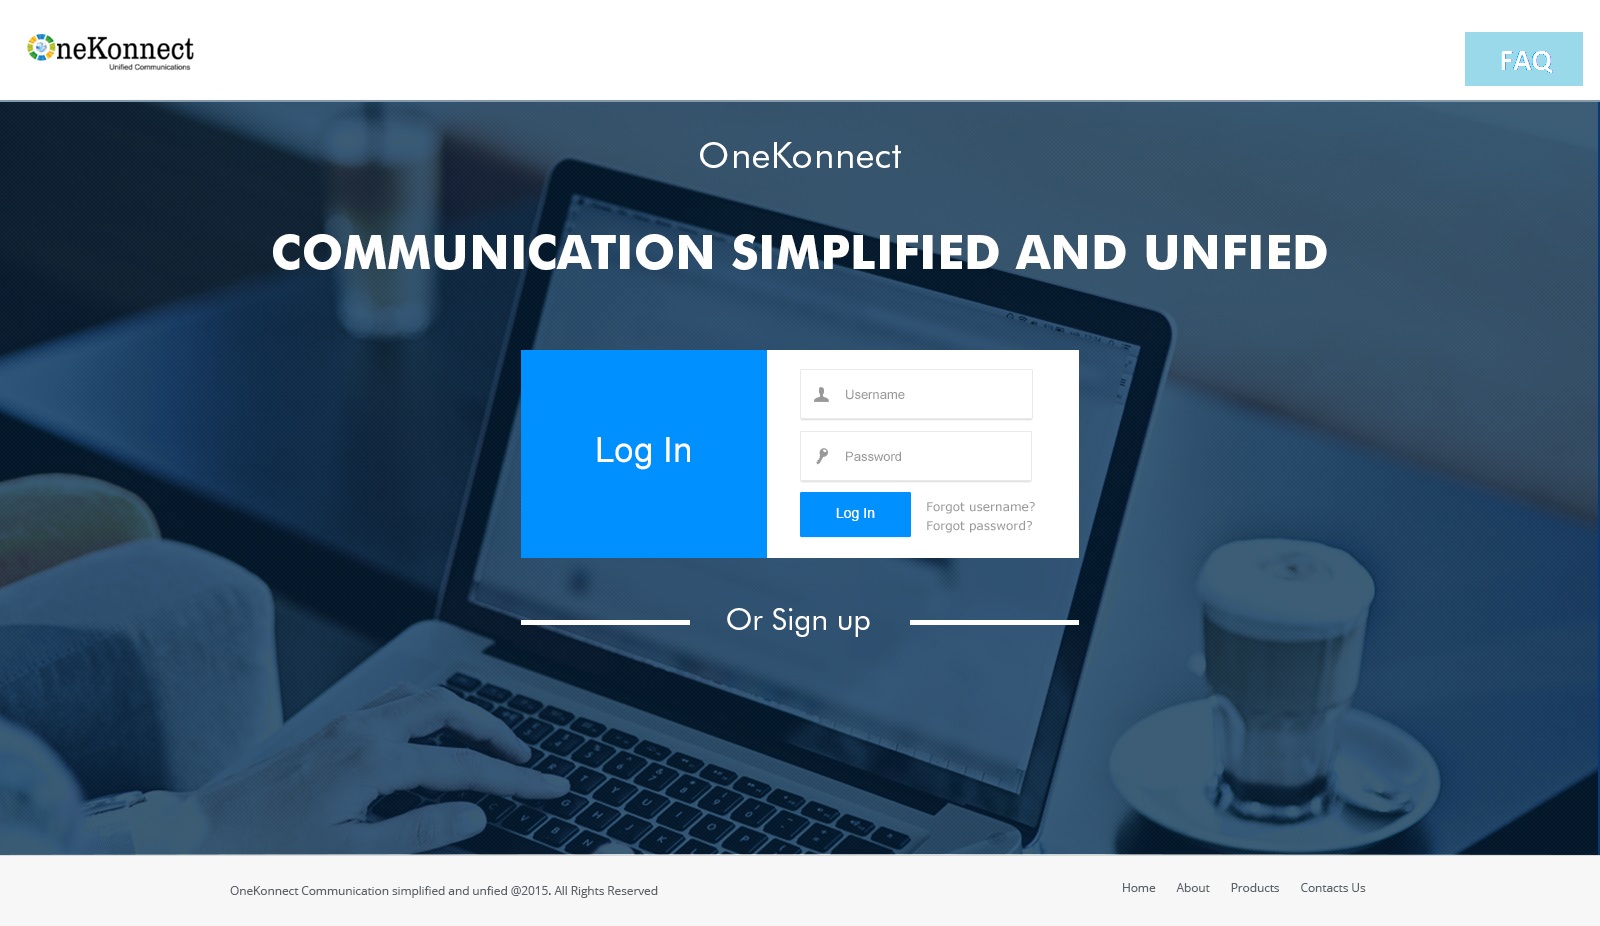 OneKonnect
Unified Communications
FAQ
OneKonnect
COMMUNICATION SIMPLIFIED AND UNFIED
Log In
Username
Password
Log In
Forgot username?
Forgot password?
Or Sign up
OneKonnect Communication simplified and unfied @2015. All Rights Reserved
Home About Products Contacts Us